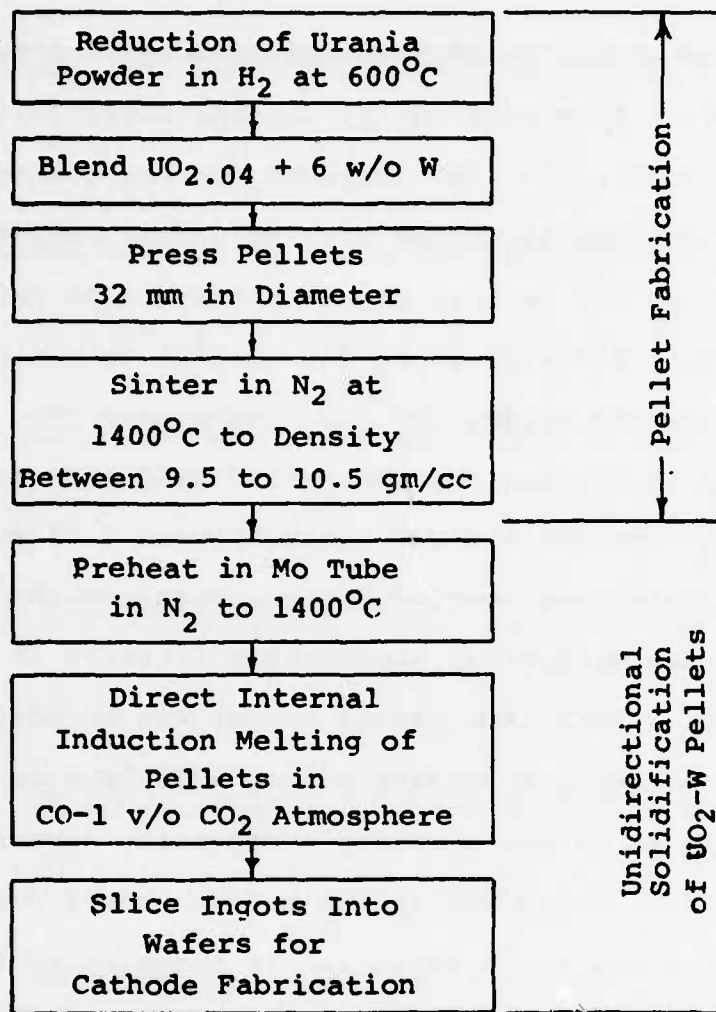 Reduction of Urania
Powder in H₂ at 600°C
Blend UO₂.₀₄ + 6 w/o W
Press Pellets
32 mm in Diameter
Sinter in N₂ at
1400°C to Density
Between 9.5 to 10.5 gm/cc
Preheat in Mo Tube
in N₂ to 1400°C
Direct Internal
Induction Melting of
Pellets in
CO-1 v/o CO₂ Atmosphere
Slice Ingots Into
Wafers for
Cathode Fabrication
Pellet Fabrication
Unidirectional
Solidification
of UO₂-W Pellets